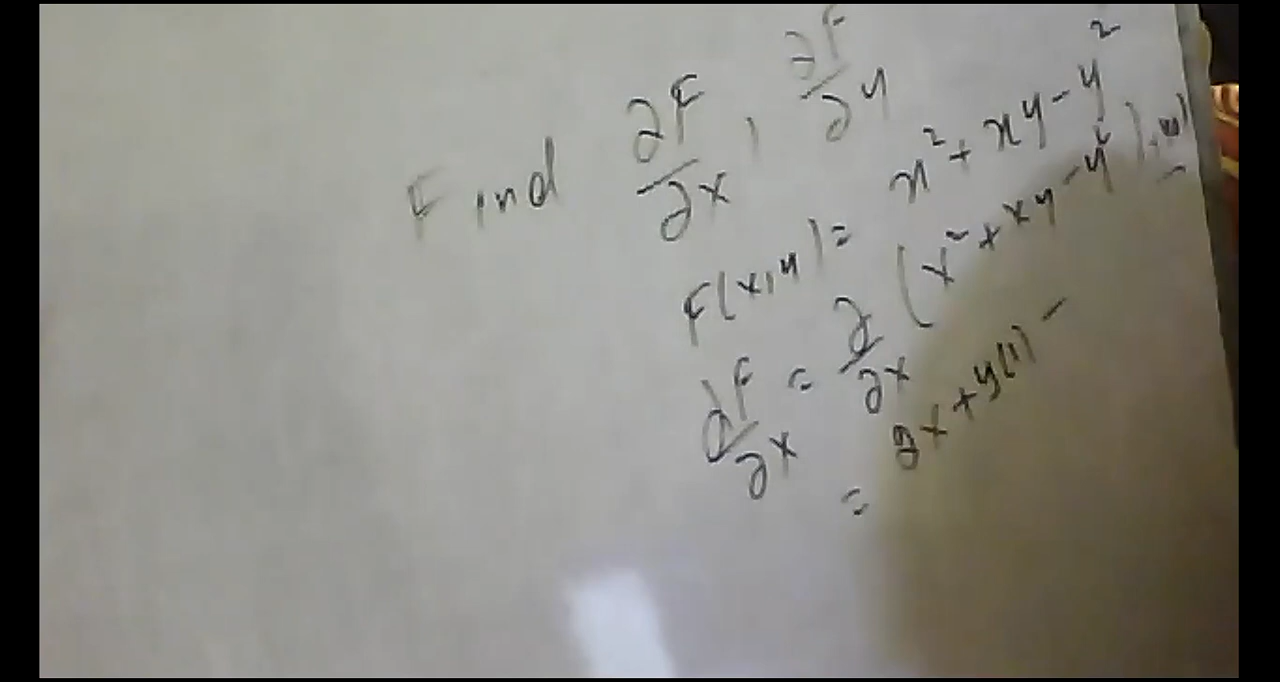 Find ∂F/∂x, ∂F/∂y
F(x,y) = x² + xy - y²
∂F/∂x = ∂/∂x (x² + xy - y²)
= 2x + y(1) -